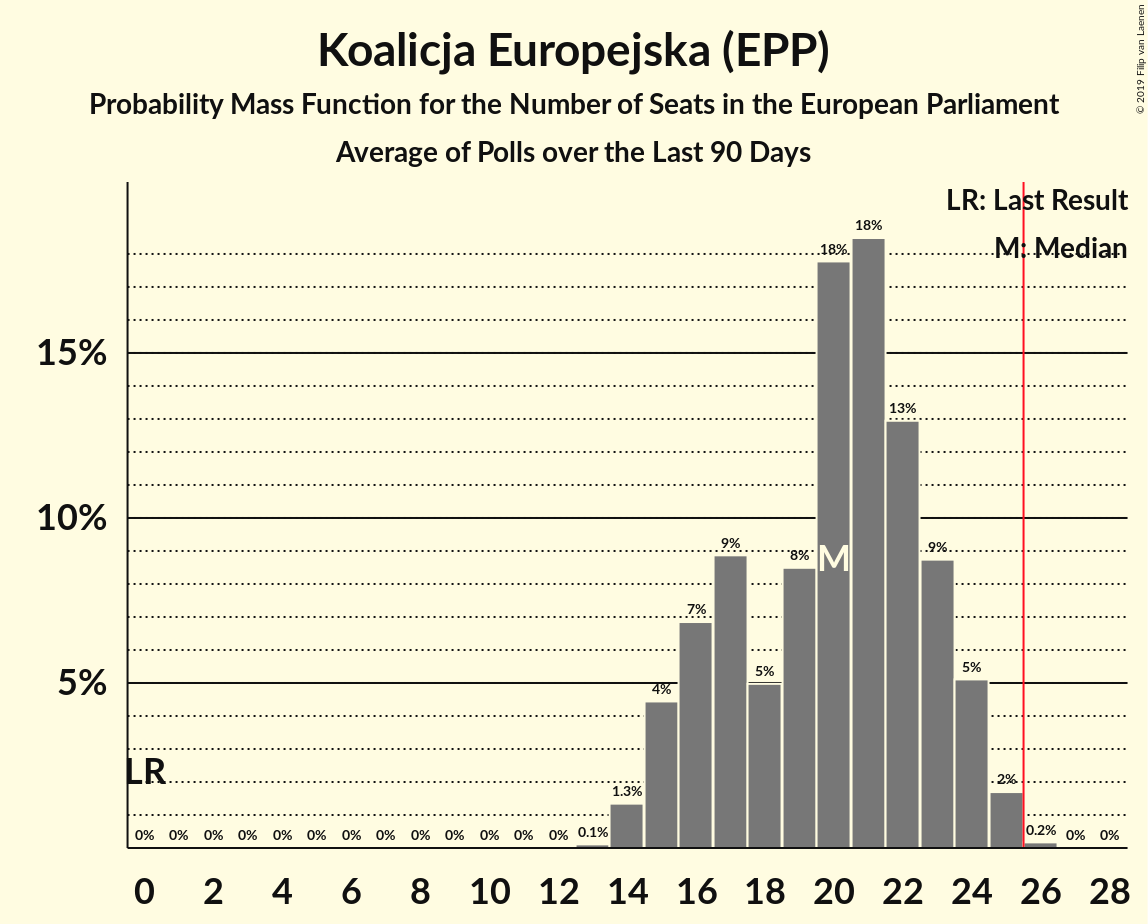 Koalicja Europejska (EPP)
Probability Mass Function for the Number of Seats in the European Parliament
Average of Polls over the Last 90 Days
© 2019 Filip van Laenen
LR: Last Result
M: Median
18%
18%
15%
13%
10%
9%
9%
8%
M
7%
5%
5%
5%
4%
LR
1.3%
2%
0% 0% 0% 0% 0% 0% 0% 0% 0% 0% 0% 0% 0% 0.1% 0.2% 0% 0%
0 2 4 6 8 10 12 14 16 18 20 22 24 26 28